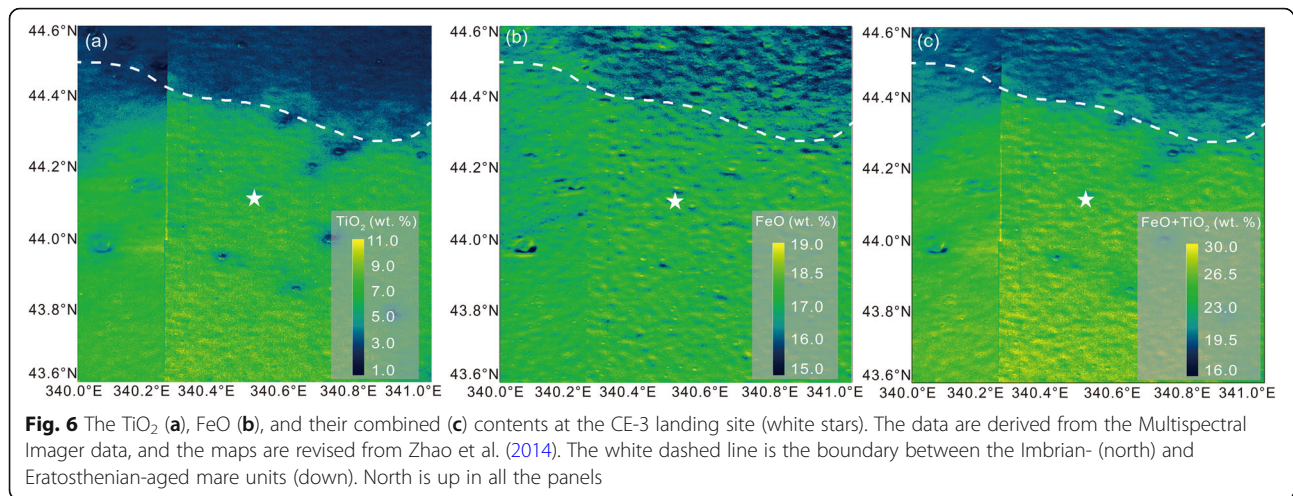 44.6°N
44.4°N
44.2°N
44.0°N
43.8°N
43.6°N
(a)
TiO₂ (wt. %)
11.0
9.0
7.0
5.0
3.0
1.0
340.0°E 340.2°E 340.4°E 340.6°E 340.8°E 341.0°E
44.6°N
44.4°N
44.2°N
44.0°N
43.8°N
43.6°N
(b)
FeO (wt. %)
19.0
18.5
17.0
16.0
15.0
340.0°E 340.2°E 340.4°E 340.6°E 340.8°E 341.0°E
44.6°N
44.4°N
44.2°N
44.0°N
43.8°N
43.6°N
(c)
FeO+TiO₂ (wt. %)
30.0
26.5
23.0
19.5
16.0
340.0°E 340.2°E 340.4°E 340.6°E 340.8°E 341.0°E
Fig. 6 The TiO₂ (a), FeO (b), and their combined (c) contents at the CE-3 landing site (white stars). The data are derived from the Multispectral
Imager data, and the maps are revised from Zhao et al. (2014). The white dashed line is the boundary between the Imbrian- (north) and
Eratosthenian-aged mare units (down). North is up in all the panels